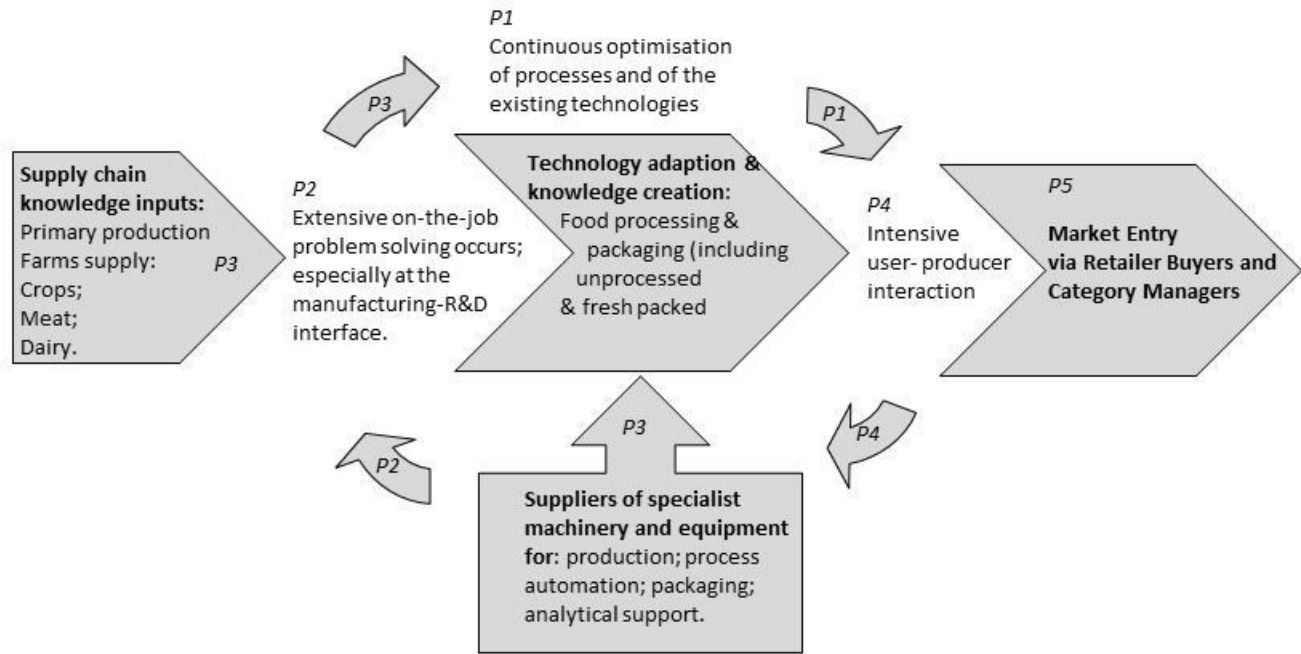 P1
Continuous optimisation
of processes and of the
existing technologies
P3
P1
Supply chain
knowledge inputs:
Primary production
Farms supply:
Crops;
Meat;
Dairy.
P3
P2
Extensive on-the-job
problem solving occurs;
especially at the
manufacturing-R&D
interface.
Technology adaption &
knowledge creation:
Food processing &
packaging (including
unprocessed
& fresh packed
P4
Intensive
user- producer
interaction
P5
Market Entry
via Retailer Buyers and
Category Managers
P2
P3
P4
Suppliers of specialist
machinery and equipment
for: production; process
automation; packaging;
analytical support.